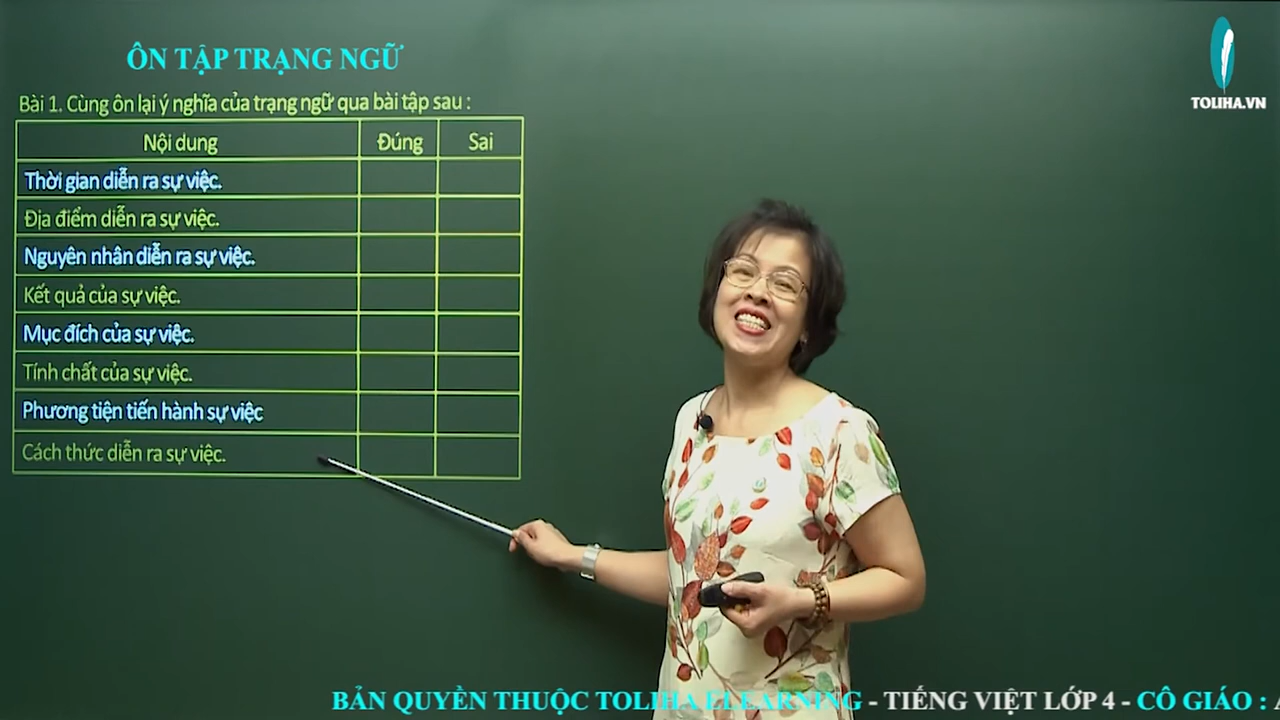 ÔN TẬP TRẠNG NGỮ
TOLIHA.VN
Bài 1. Cùng ôn lại ý nghĩa của trạng ngữ qua bài tập sau :
Nội dung Đúng Sai
Thời gian diễn ra sự việc.
Địa điểm diễn ra sự việc.
Nguyên nhân diễn ra sự việc.
Kết quả của sự việc.
Mục đích của sự việc.
Tính chất của sự việc.
Phương tiện tiến hành sự việc
Cách thức diễn ra sự việc.
BẢN QUYỀN THUỘC TOLIHA ELEARNING - TIẾNG VIỆT LỚP 4 - CÔ GIÁO :